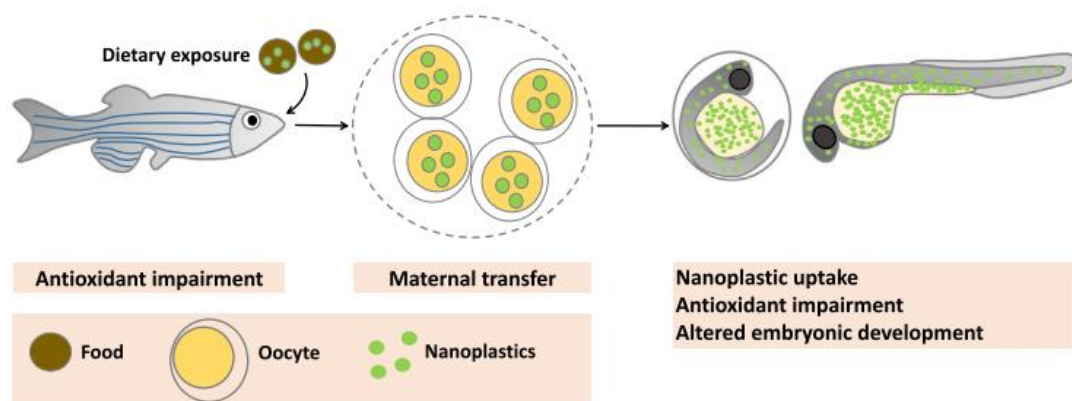 Dietary exposure
Antioxidant impairment
Maternal transfer
Nanoplastic uptake
Antioxidant impairment
Altered embryonic development
Food
Oocyte
Nanoplastics